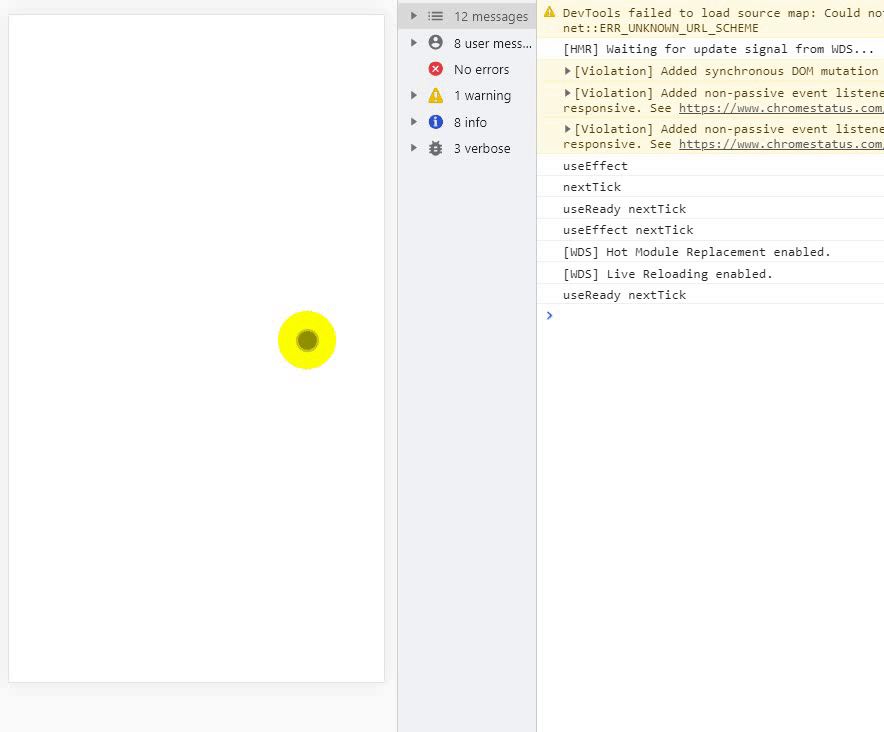 12 messages
8 user mess...
No errors
1 warning
8 info
3 verbose
DevTools failed to load source map: Could no
net::ERR_UNKNOWN_URL_SCHEME
[HMR] Waiting for update signal from WDS...
[Violation] Added synchronous DOM mutation
[Violation] Added non-passive event listene
responsive. See https://www.chromestatus.com/
[Violation] Added non-passive event listene
responsive. See https://www.chromestatus.com/
useEffect
nextTick
useReady nextTick
useEffect nextTick
[WDS] Hot Module Replacement enabled.
[WDS] Live Reloading enabled.
useReady nextTick